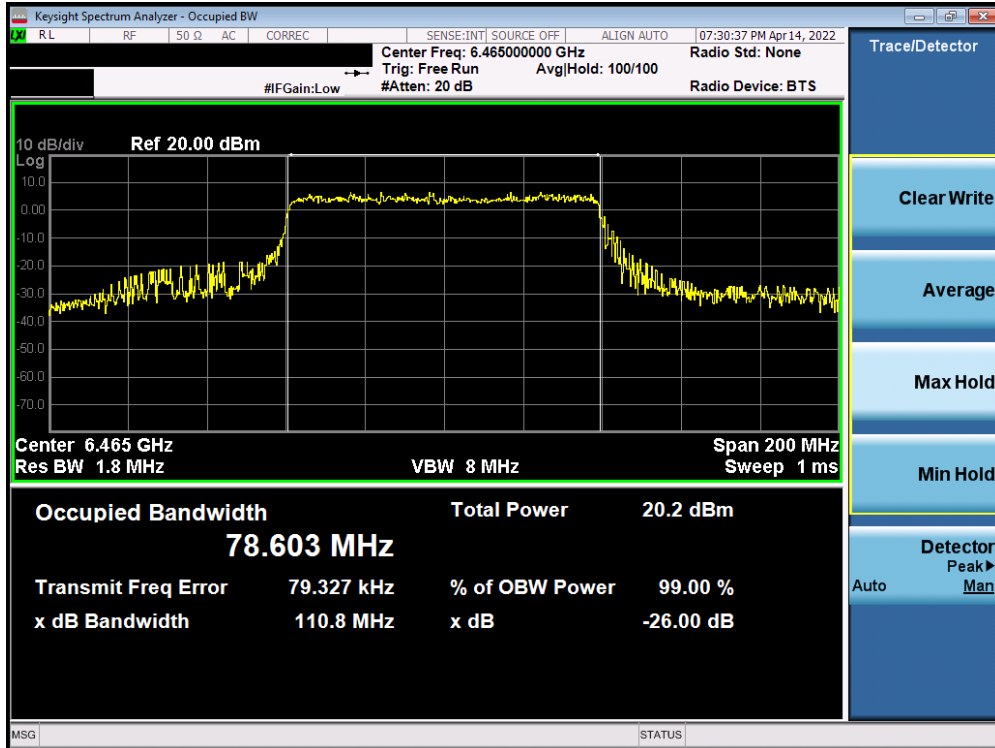 Keysight Spectrum Analyzer - Occupied BW
LXI RL RF 50 Ω AC CORREC SENSE:INT SOURCE OFF ALIGN AUTO 07:30:37 PM Apr 14, 2022
Center Freq: 6.465000000 GHz Radio Std: None
Trig: Free Run Avg|Hold: 100/100
#IFGain:Low #Atten: 20 dB Radio Device: BTS
Trace/Detector
10 dB/div Ref 20.00 dBm
Log
10.0
0.00
-10.0
-20.0
-30.0
-40.0
-50.0
-60.0
-70.0
Center 6.465 GHz Span 200 MHz
Res BW 1.8 MHz VBW 8 MHz Sweep 1 ms
Occupied Bandwidth Total Power 20.2 dBm
78.603 MHz
Transmit Freq Error 79.327 kHz % of OBW Power 99.00 %
x dB Bandwidth 110.8 MHz x dB -26.00 dB
Clear Write
Average
Max Hold
Min Hold
Detector
Peak▶
Auto Man
MSG STATUS